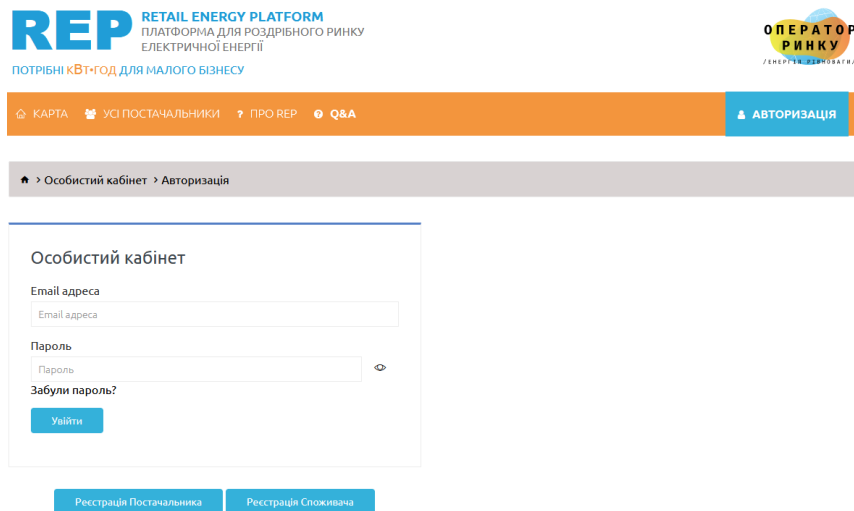 REP
RETAIL ENERGY PLATFORM
ПЛАТФОРМА ДЛЯ РОЗДРІБНОГО РИНКУ
ЕЛЕКТРИЧНОЇ ЕНЕРГІЇ
ПОТРІБНІ КВТ•ГОД ДЛЯ МАЛОГО БІЗНЕСУ
ОПЕРАТОР
РИНКУ
/ЕНЕРГІЯ РІВНОВАГИ/
КАРТА УСІ ПОСТАЧАЛЬНИКИ ? ПРО REP Q&A АВТОРИЗАЦІЯ
> Особистий кабінет > Авторизація
Особистий кабінет
Email адреса
Email адреса
Пароль
Пароль
Забули пароль?
Увійти
Реєстрація Постачальника Реєстрація Споживача